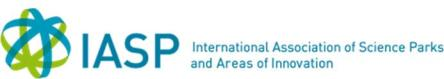 IASP International Association of Science Parks
and Areas of Innovation